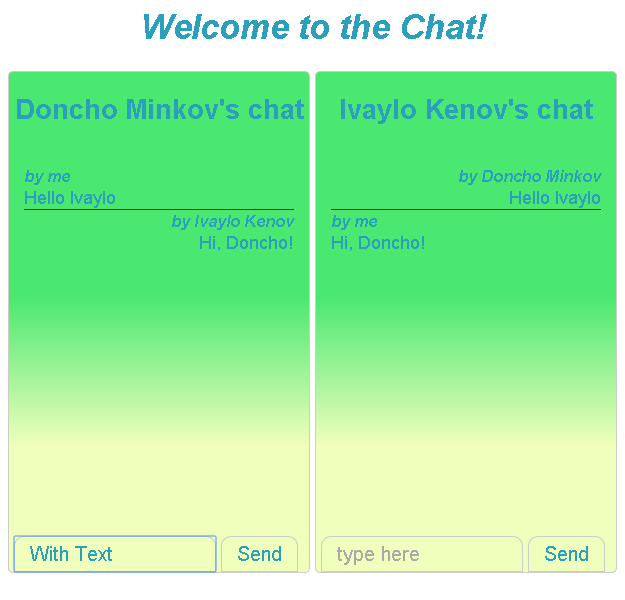 Welcome to the Chat!
Doncho Minkov's chat
by me
Hello Ivaylo
by Ivaylo Kenov
Hi, Doncho!
With Text
Send
Ivaylo Kenov's chat
by Doncho Minkov
Hello Ivaylo
by me
Hi, Doncho!
type here
Send